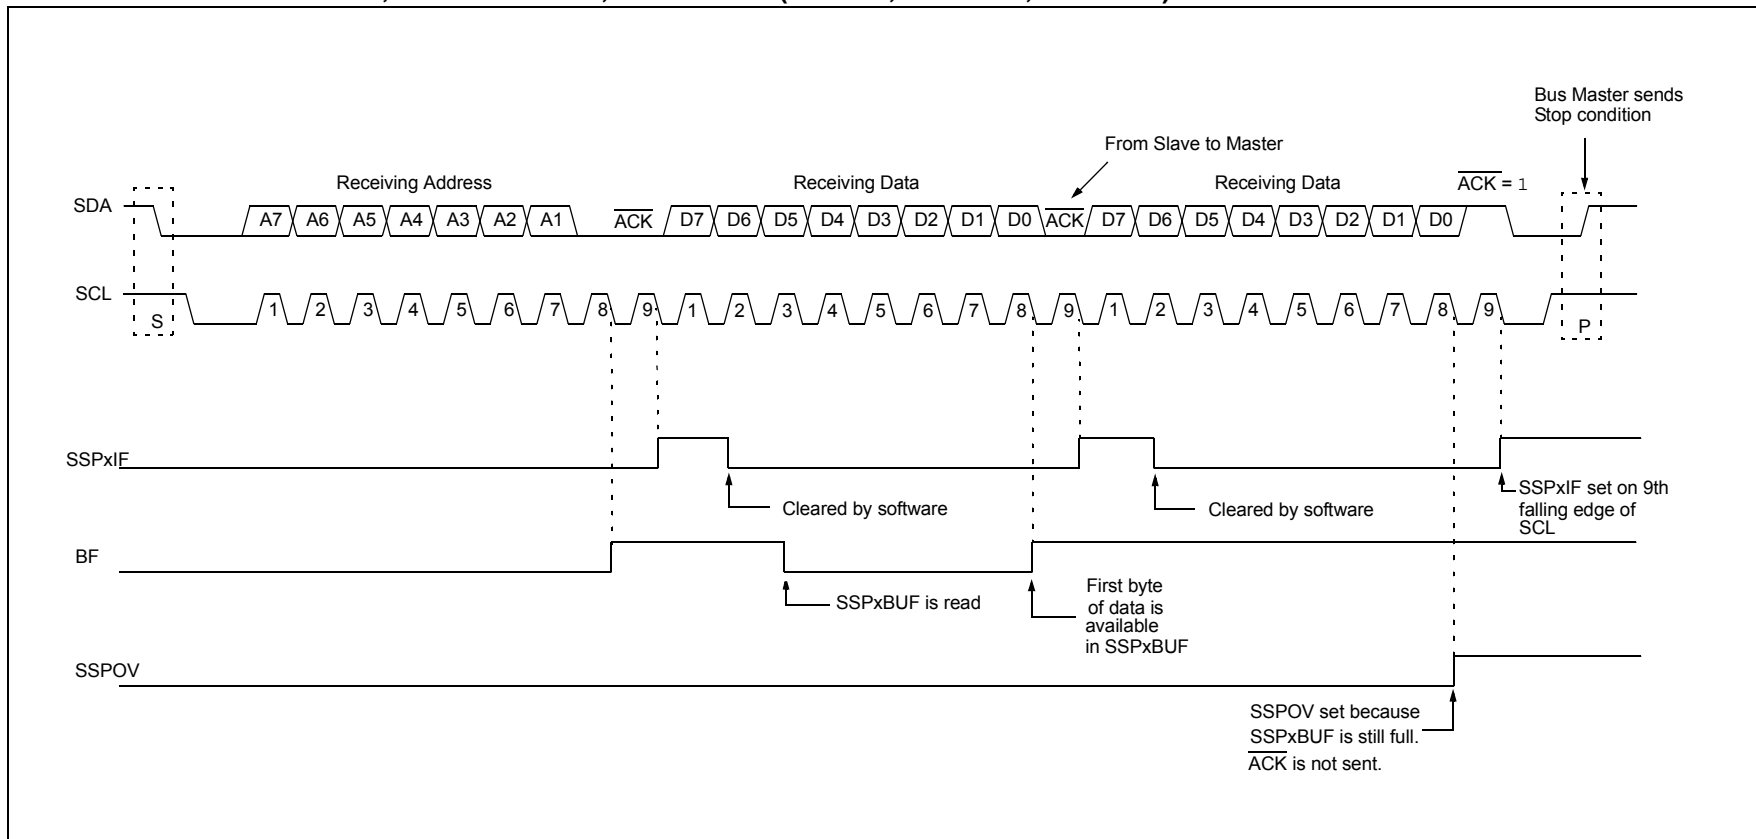 Bus Master sends
Stop condition
From Slave to Master
Receiving Address
Receiving Data
Receiving Data
ACK = 1
SDA
A7 A6 A5 A4 A3 A2 A1 ACK D7 D6 D5 D4 D3 D2 D1 D0 ACK D7 D6 D5 D4 D3 D2 D1 D0
SCL
S
1 2 3 4 5 6 7 8 9 1 2 3 4 5 6 7 8 9 1 2 3 4 5 6 7 8 9
P
SSPxIF
Cleared by software
Cleared by software
SSPxIF set on 9th
falling edge of
SCL
BF
SSPxBUF is read
First byte
of data is
available
in SSPxBUF
SSPOV
SSPOV set because
SSPxBUF is still full.
ACK is not sent.